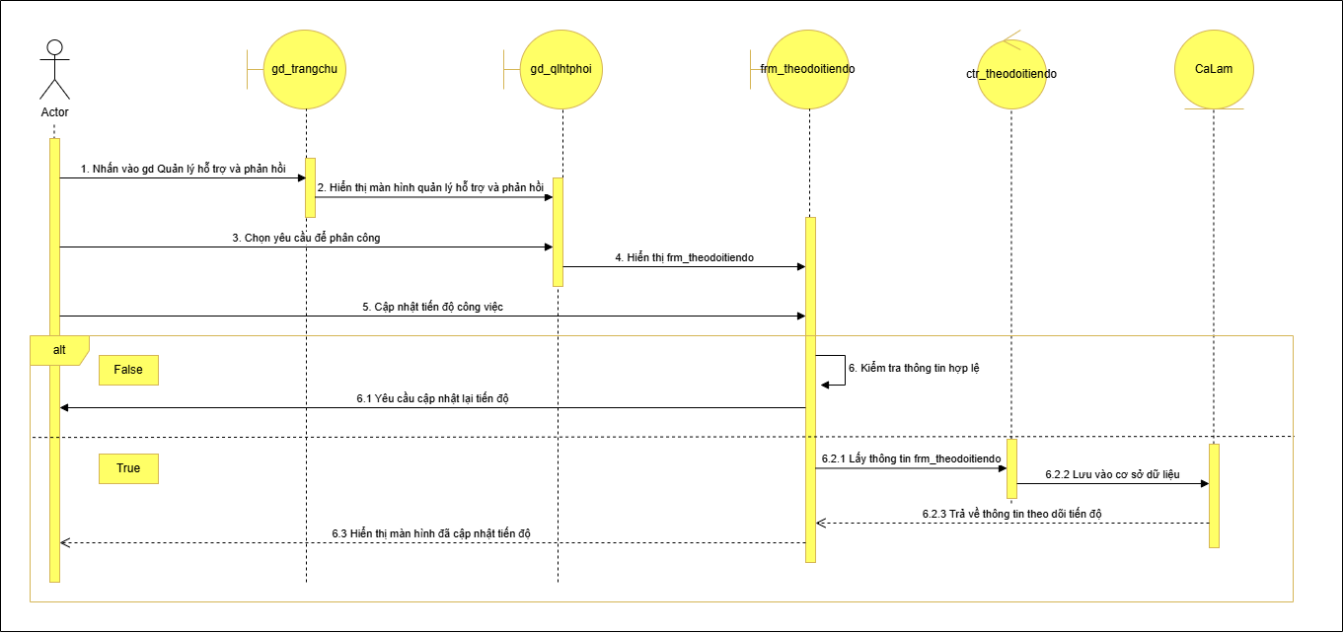 gd_trangchu
gd_qlhtphoi
frm_theodoitiendo
ctr_theodoitiendo
CaLam
Actor
1. Nhấn vào gd Quản lý hỗ trợ và phản hồi
2. Hiển thị màn hình quản lý hỗ trợ và phản hồi
3. Chọn yêu cầu để phân công
4. Hiển thị frm_theodoitiendo
5. Cập nhật tiến độ công việc
alt
False
6. Kiểm tra thông tin hợp lệ
6.1 Yêu cầu cập nhật lại tiến độ
True
6.2.1 Lấy thông tin frm_theodoitiendo
6.2.2 Lưu vào cơ sở dữ liệu
6.2.3 Trả về thông tin theo dõi tiến độ
6.3 Hiển thị màn hình đã cập nhật tiến độ